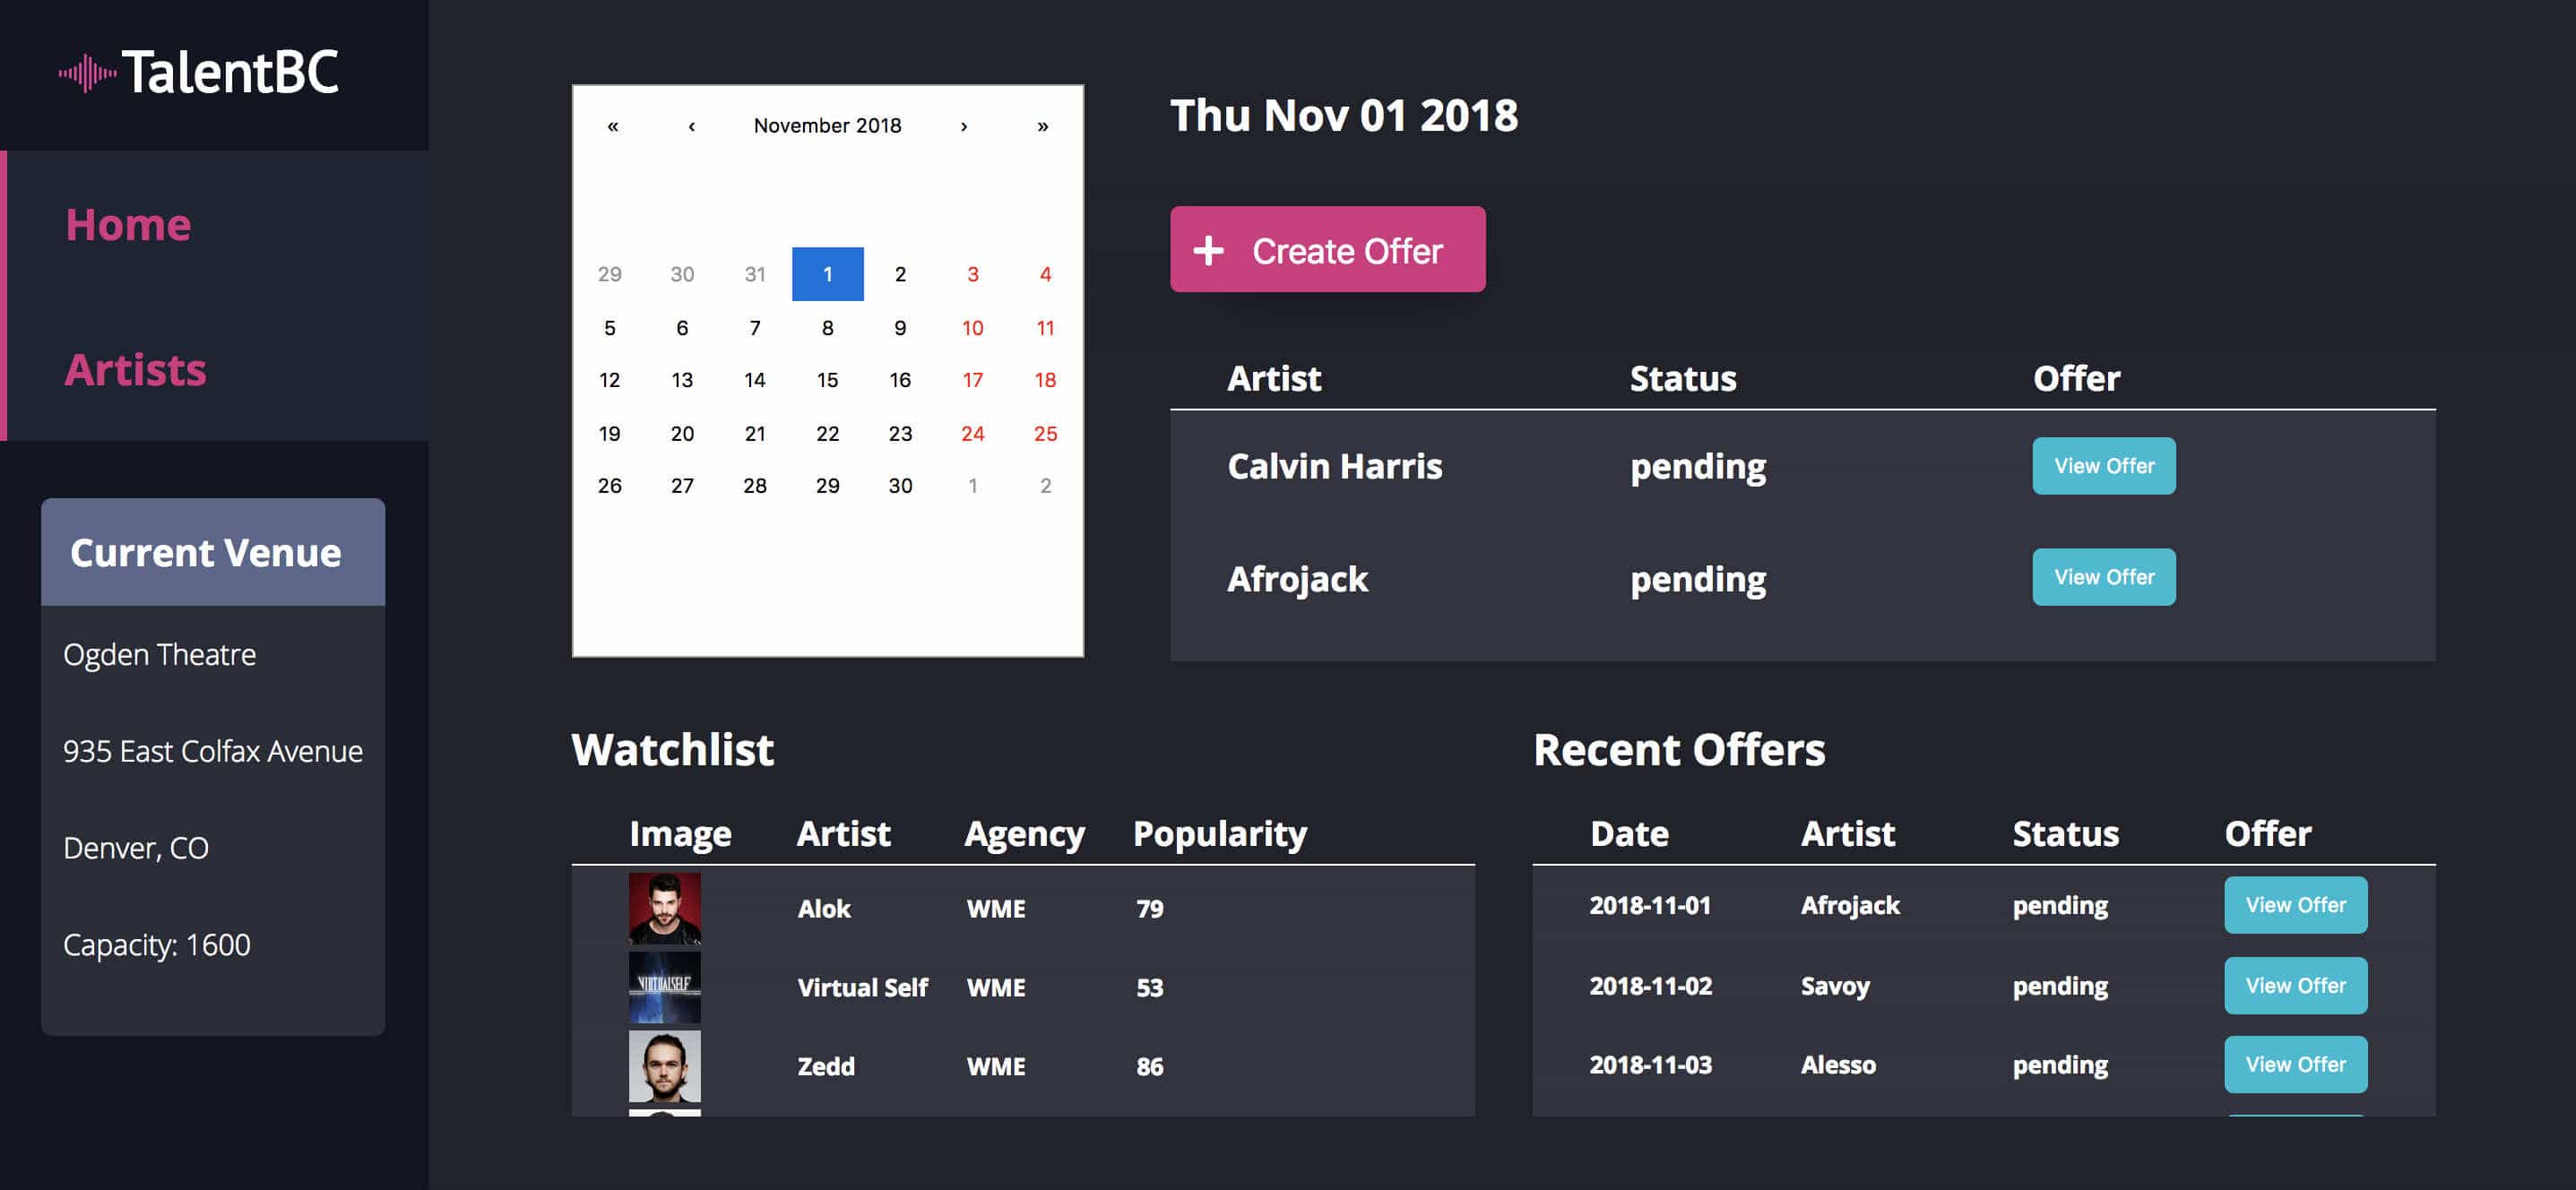 TalentBC
Home
Artists
Current Venue
Ogden Theatre
935 East Colfax Avenue
Denver, CO
Capacity: 1600
« ‹ November 2018 › »
29 30 31 1 2 3 4
5 6 7 8 9 10 11
12 13 14 15 16 17 18
19 20 21 22 23 24 25
26 27 28 29 30 1 2
Thu Nov 01 2018
+ Create Offer
Artist Status Offer
Calvin Harris pending View Offer
Afrojack pending View Offer
Watchlist
Image Artist Agency Popularity
Alok WME 79
VIRTUALSELF
Virtual Self WME 53
Zedd WME 86
Recent Offers
Date Artist Status Offer
2018-11-01 Afrojack pending View Offer
2018-11-02 Savoy pending View Offer
2018-11-03 Alesso pending View Offer